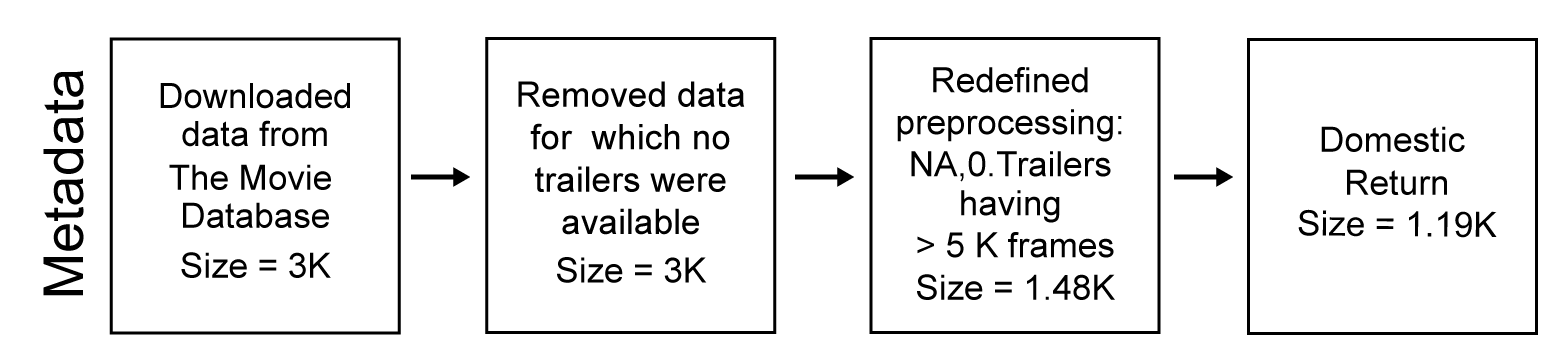 Metadata
Downloaded
data from
The Movie
Database
Size = 3K
Removed data
for which no
trailers were
available
Size = 3K
Redefined
preprocessing:
NA,0.Trailers
having
> 5 K frames
Size = 1.48K
Domestic
Return
Size = 1.19K